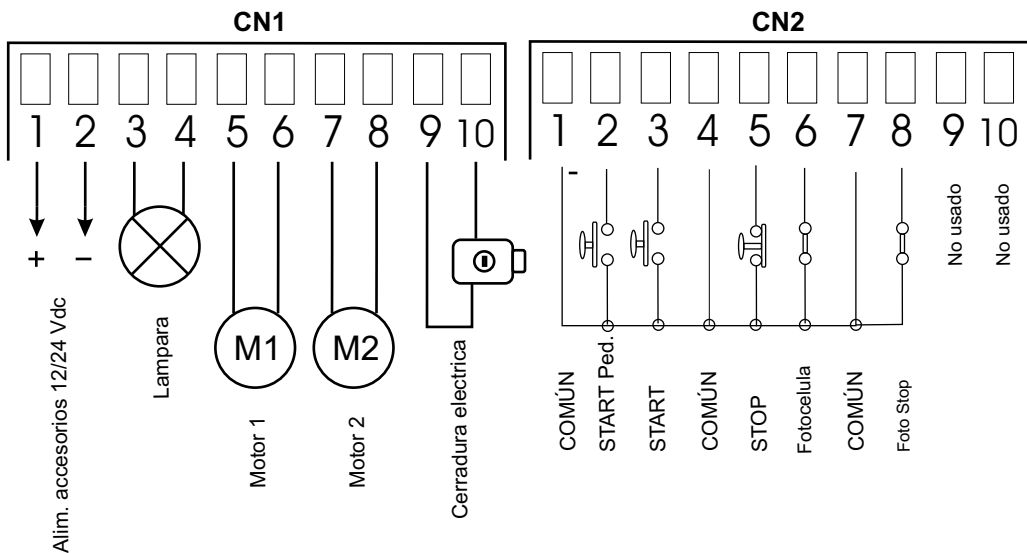 CN1
CN2
1 2 3 4 5 6 7 8 9 10
1 2 3 4 5 6 7 8 9 10
+
−
-
Alim. accesorios 12/24 Vdc
Lampara
M1
Motor 1
M2
Motor 2
Cerradura electrica
COMÚN
START Ped.
START
COMÚN
STOP
Fotocelula
COMÚN
Foto Stop
No usado
No usado